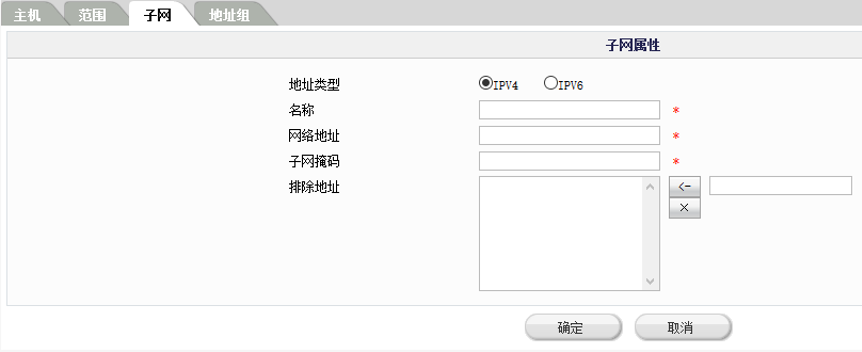 主机 范围 子网 地址组
子网属性
地址类型 IPV4 IPV6
名称 *
网络地址 *
子网掩码 *
排除地址 <- 
×
确定 取消